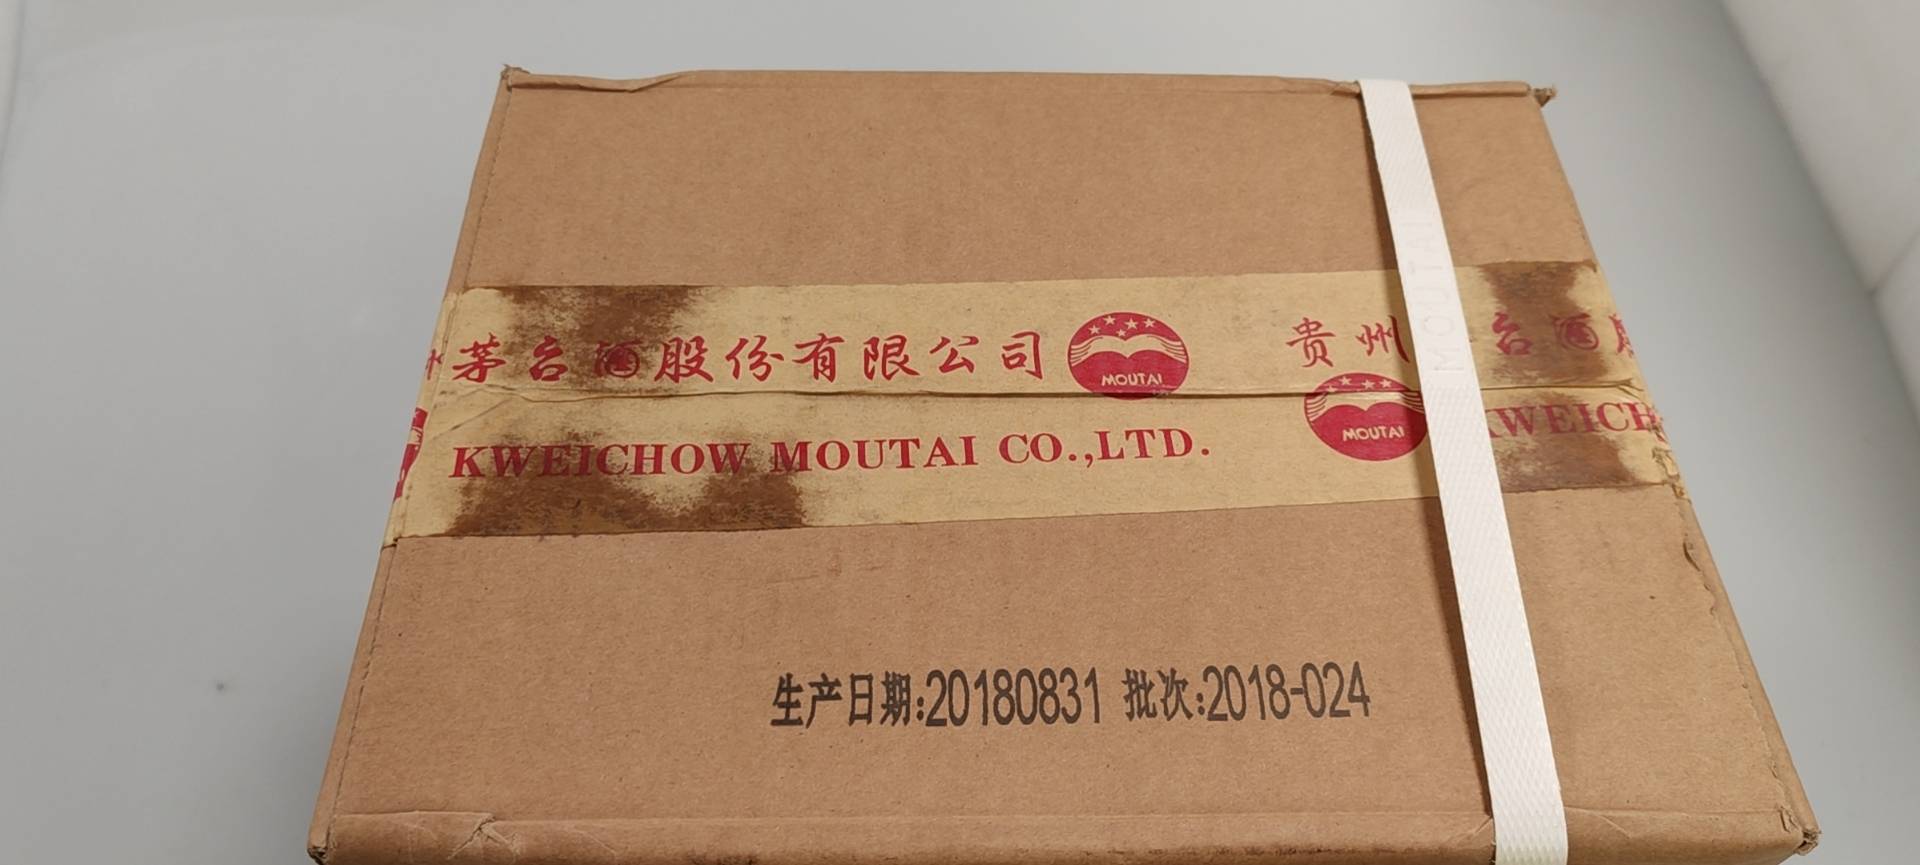 茅台酒股份有限公司 MOUTAI 贵州 台酒
KWEICHOW MOUTAI CO.,LTD. MOUTAI KWEICH
MOUTAI
生产日期:20180831 批次:2018-024